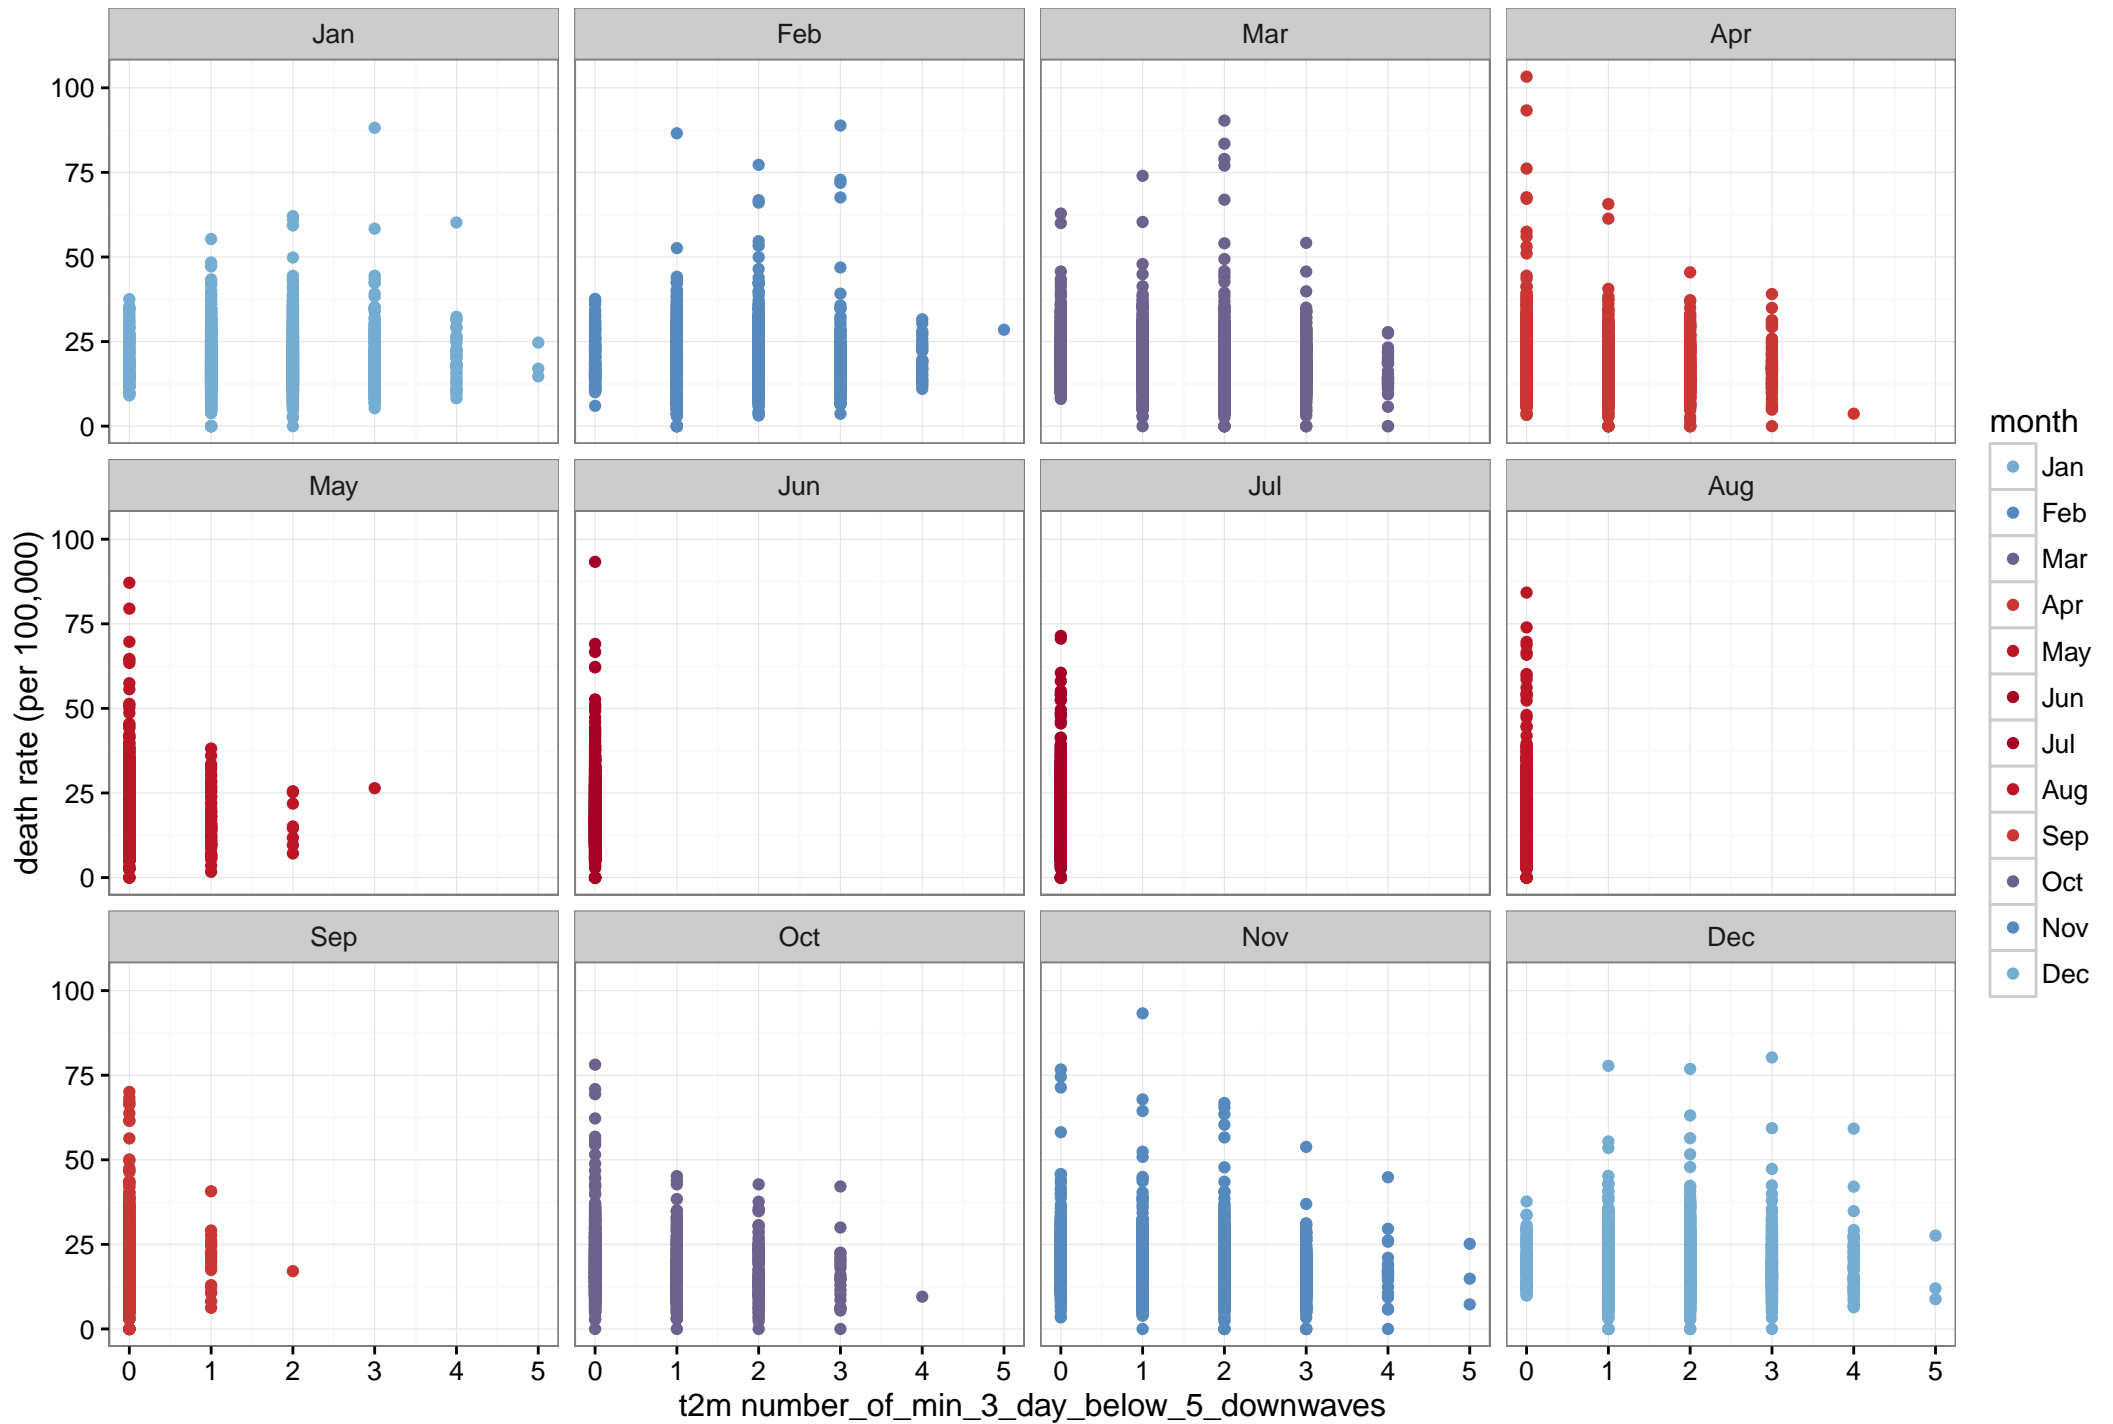 Jan Feb Mar Apr
100
75
50
25
0
May Jun Jul Aug
100
75
50
25
0
death rate (per 100,000)
Sep Oct Nov Dec
100
75
50
25
0
0 1 2 3 4 5 0 1 2 3 4 5 0 1 2 3 4 5 0 1 2 3 4 5
t2m number_of_min_3_day_below_5_downwaves
month
Jan
Feb
Mar
Apr
May
Jun
Jul
Aug
Sep
Oct
Nov
Dec